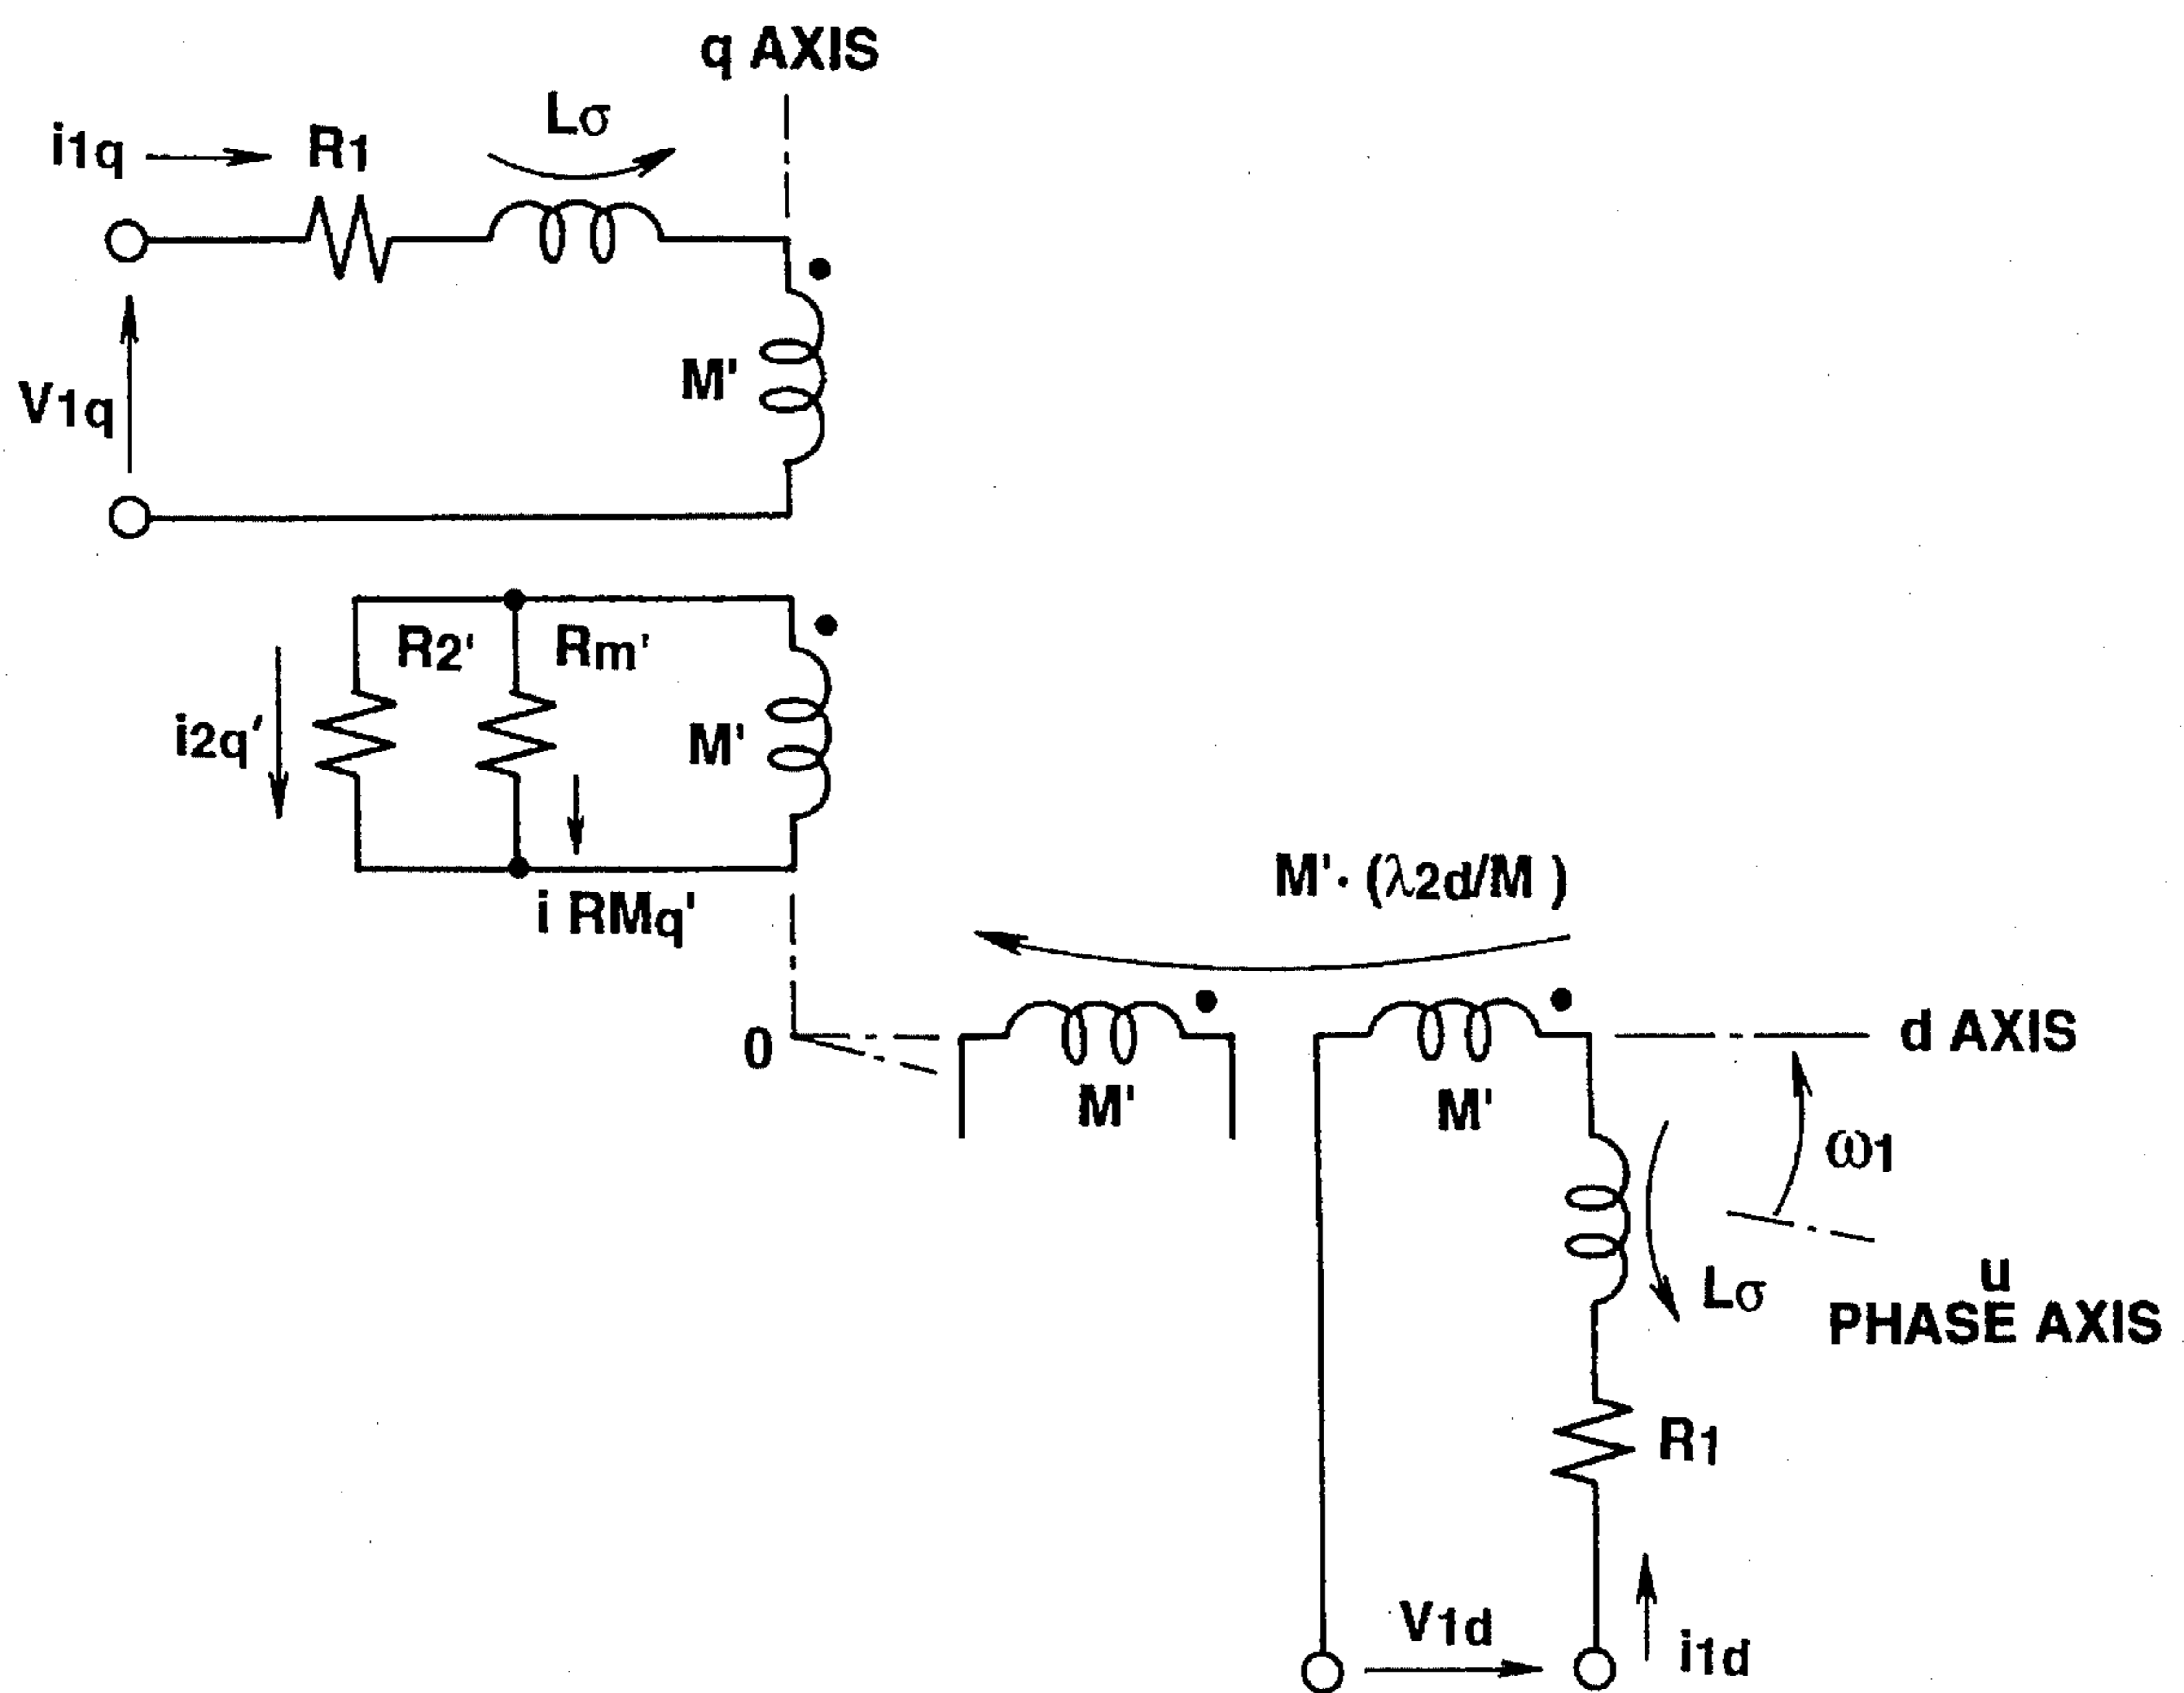 q AXIS
i1q
R1
Lσ
V1q
M'
R2'
Rm'
i2q'
M'
i RMq'
M'· (λ2d/M )
0
d AXIS
M'
M'
ω1
Lσ
u
PHASE AXIS
R1
V1d
i1d